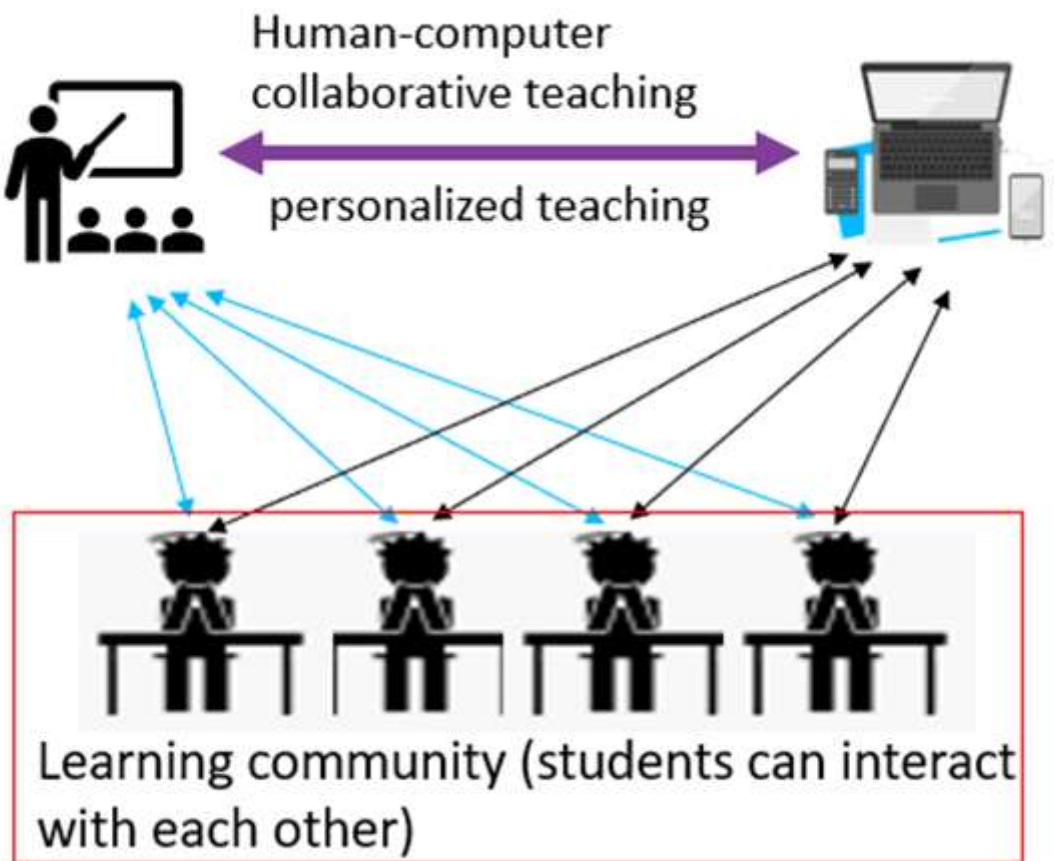 Human-computer
collaborative teaching
personalized teaching
Learning community (students can interact
with each other)